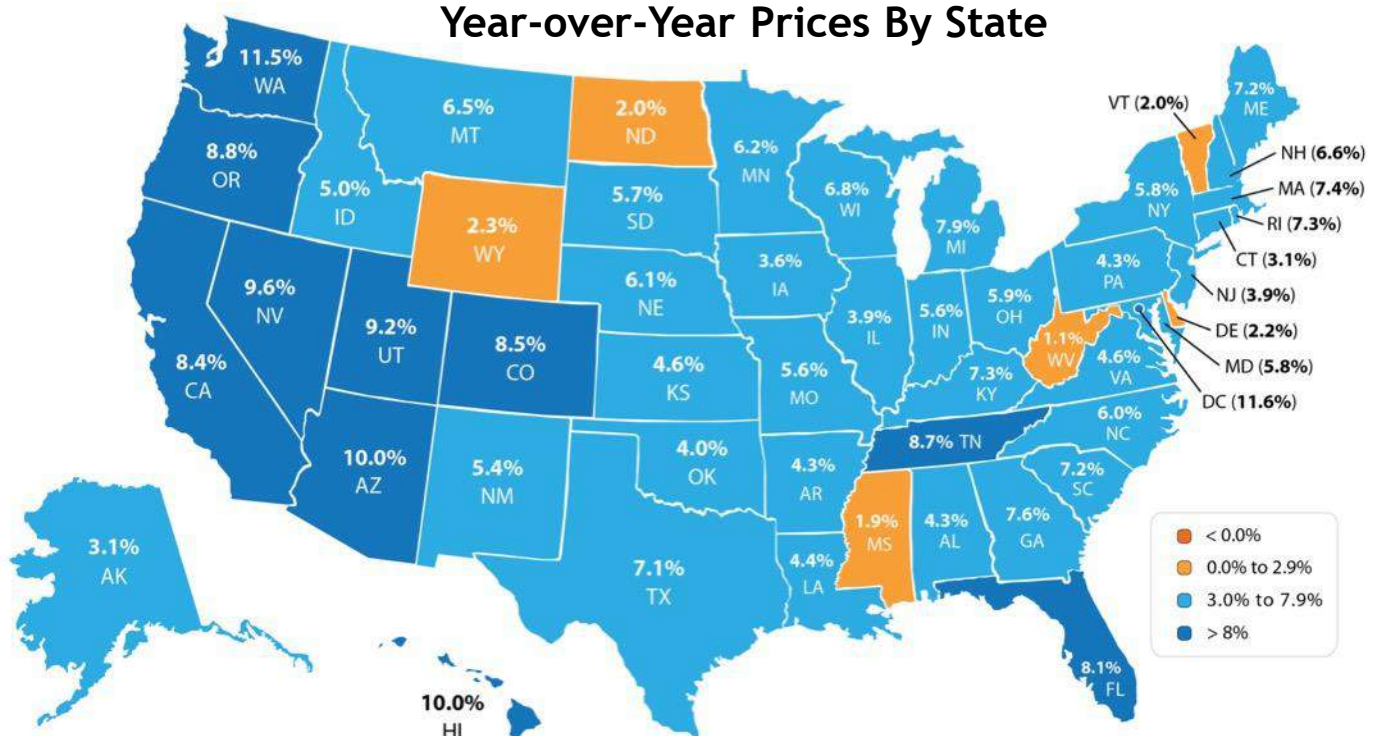 Year-over-Year Prices By State
11.5%
WA
6.5%
MT
2.0%
ND
6.2%
MN
7.2%
ME
VT (2.0%)
NH (6.6%)
MA (7.4%)
RI (7.3%)
CT (3.1%)
NJ (3.9%)
DE (2.2%)
MD (5.8%)
DC (11.6%)
8.8%
OR
5.0%
ID
2.3%
WY
5.7%
SD
6.8%
WI
7.9%
MI
5.8%
NY
9.6%
NV
9.2%
UT
8.5%
CO
6.1%
NE
3.6%
IA
3.9%
IL
5.6%
IN
5.9%
OH
4.3%
PA
8.4%
CA
4.6%
KS
5.6%
MO
7.3%
KY
1.1%
WV
4.6%
VA
10.0%
AZ
5.4%
NM
4.0%
OK
4.3%
AR
8.7% TN
6.0%
NC
7.2%
SC
3.1%
AK
7.1%
TX
4.4%
LA
1.9%
MS
4.3%
AL
7.6%
GA
8.1%
FL
10.0%
HI
< 0.0%
0.0% to 2.9%
3.0% to 7.9%
> 8%